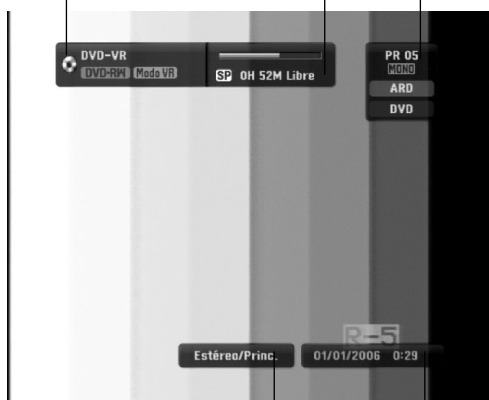 DVD-VR
DVD-RW Modo VR
SP 0H 52M Libre
PR 05
MONO
ARD
DVD
R-5
Estéreo/Princ.
01/01/2006 0:29